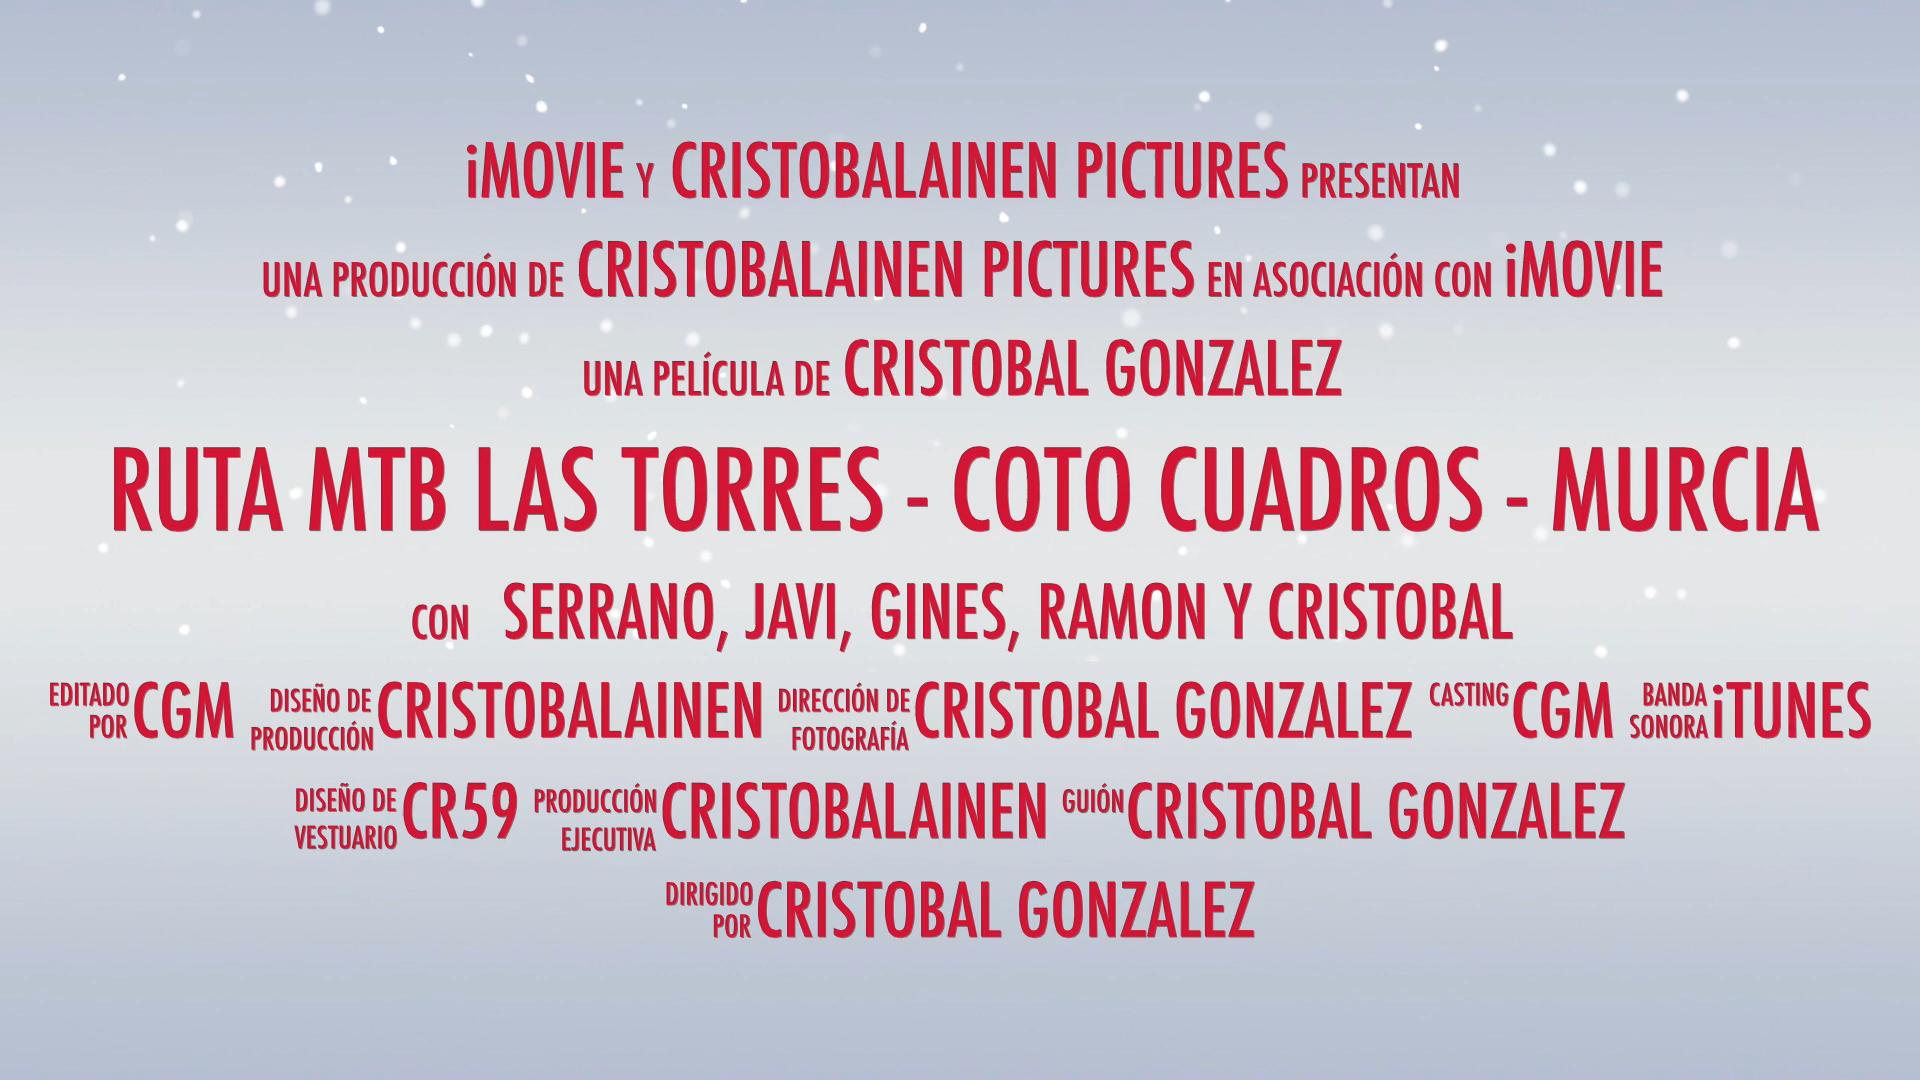 iMOVIE Y CRISTOBALAINEN PICTURES PRESENTAN
UNA PRODUCCIÓN DE CRISTOBALAINEN PICTURES EN ASOCIACIÓN CON iMOVIE
UNA PELÍCULA DE CRISTOBAL GONZALEZ
RUTA MTB LAS TORRES - COTO CUADROS - MURCIA
CON SERRANO, JAVI, GINES, RAMON Y CRISTOBAL
EDITADO POR CGM DISEÑO DE PRODUCCIÓN CRISTOBALAINEN DIRECCIÓN DE FOTOGRAFÍA CRISTOBAL GONZALEZ CASTING CGM BANDA SONORA iTUNES
DISEÑO DE VESTUARIO CR59 PRODUCCIÓN EJECUTIVA CRISTOBALAINEN GUIÓN CRISTOBAL GONZALEZ
DIRIGIDO POR CRISTOBAL GONZALEZ